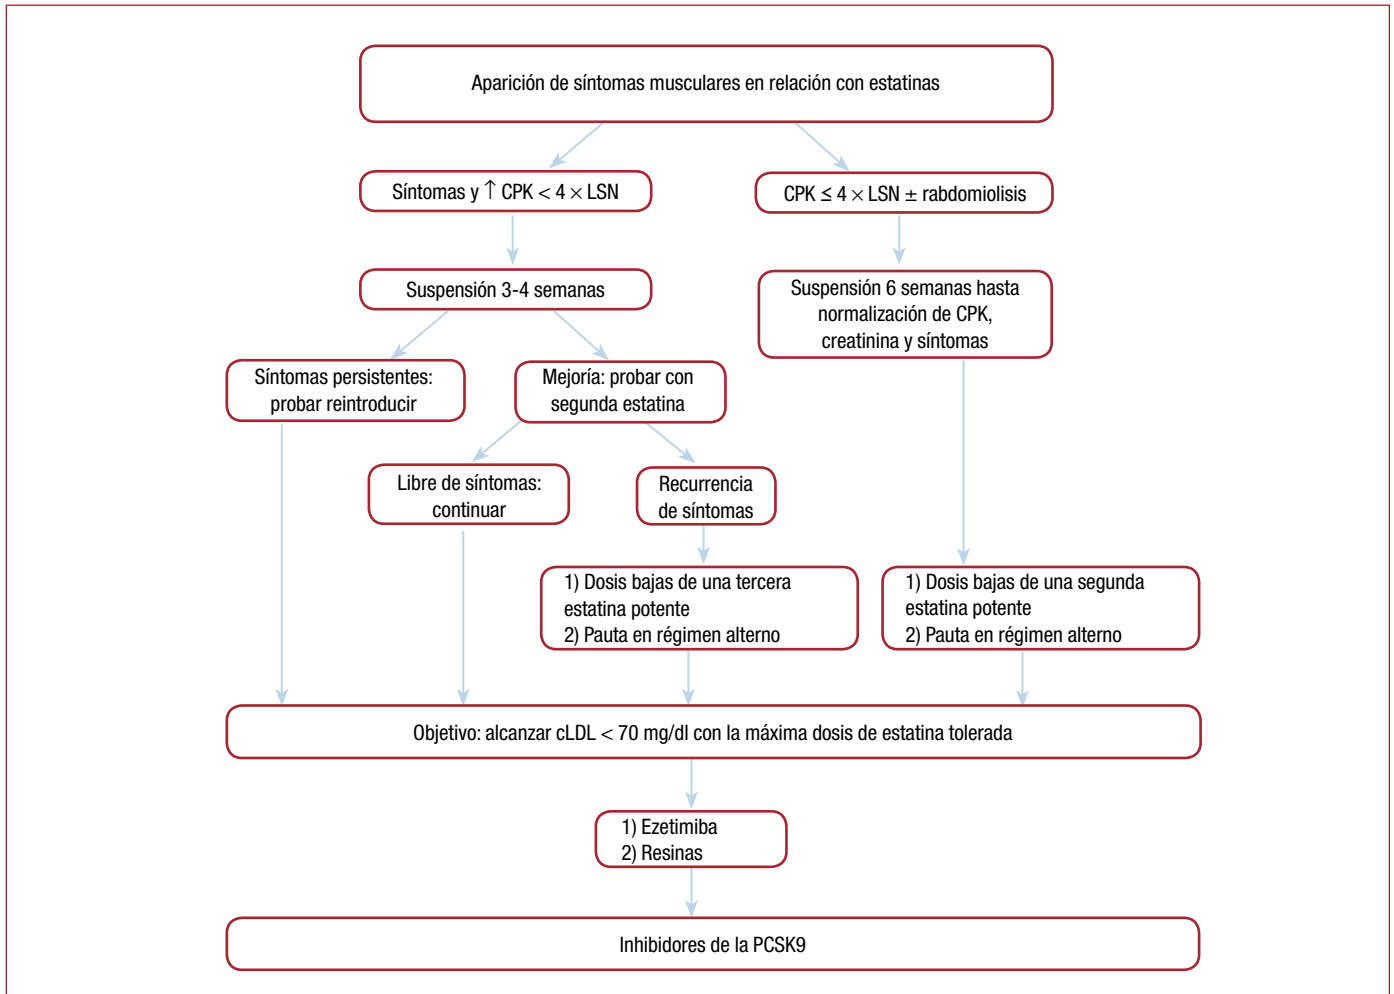 Aparición de síntomas musculares en relación con estatinas
Síntomas y ↑ CPK < 4 × LSN
CPK ≤ 4 × LSN ± rabdomiolisis
Suspensión 3-4 semanas
Suspensión 6 semanas hasta
normalización de CPK,
creatinina y síntomas
Síntomas persistentes:
probar reintroducir
Mejoría: probar con
segunda estatina
Libre de síntomas:
continuar
Recurrencia
de síntomas
1) Dosis bajas de una tercera
estatina potente
2) Pauta en régimen alterno
1) Dosis bajas de una segunda
estatina potente
2) Pauta en régimen alterno
Objetivo: alcanzar cLDL < 70 mg/dl con la máxima dosis de estatina tolerada
1) Ezetimiba
2) Resinas
Inhibidores de la PCSK9